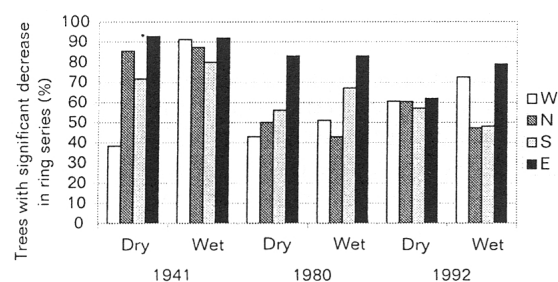 Trees with significant decrease
in ring series (%)
100
90
80
70
60
50
40
30
20
10
0
Dry Wet Dry Wet Dry Wet
1941 1980 1992
W
N
S
E